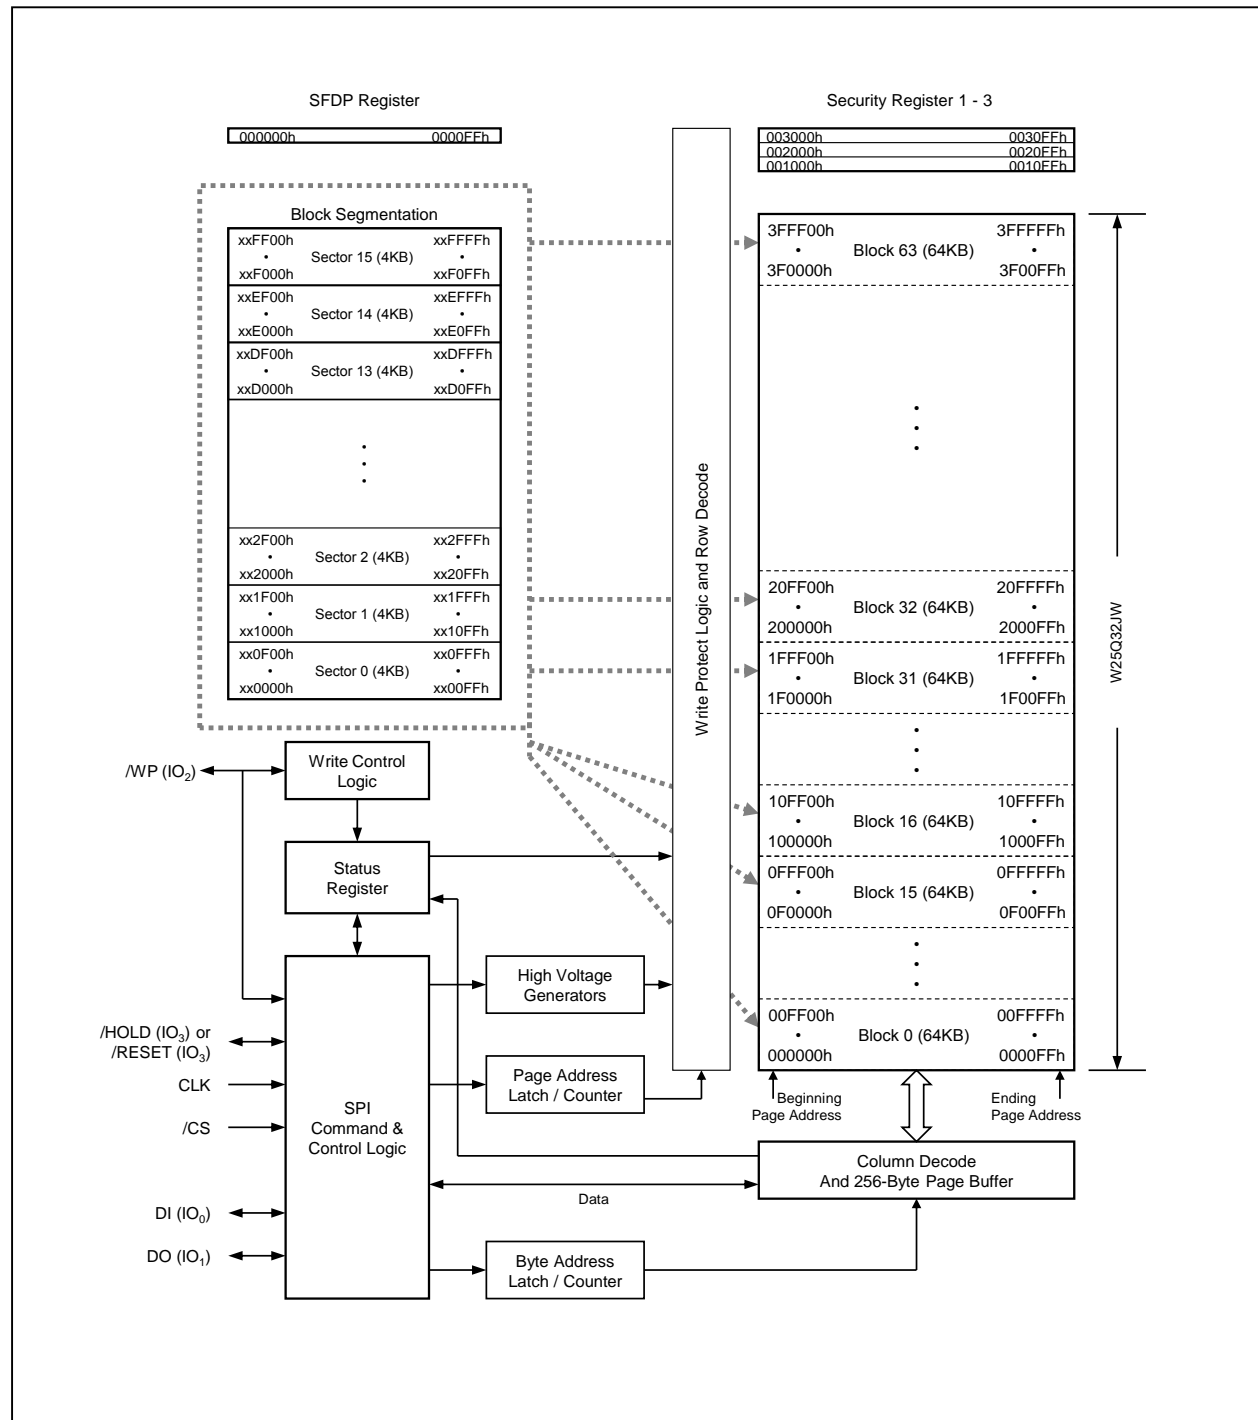 SFDP Register
000000h 0000FFh
Block Segmentation
xxFF00h xxFFFFh
• Sector 15 (4KB) •
xxF000h xxF0FFh
xxEF00h xxEFFFh
• Sector 14 (4KB) •
xxE000h xxE0FFh
xxDF00h xxDFFFh
• Sector 13 (4KB) •
xxD000h xxD0FFh
xx2F00h xx2FFFh
• Sector 2 (4KB) •
xx2000h xx20FFh
xx1F00h xx1FFFh
• Sector 1 (4KB) •
xx1000h xx10FFh
xx0F00h xx0FFFh
• Sector 0 (4KB) •
xx0000h xx00FFh
Write Protect Logic and Row Decode
Security Register 1 - 3
003000h 0030FFh
002000h 0020FFh
001000h 0010FFh
3FFF00h 3FFFFFh
• Block 63 (64KB) •
3F0000h 3F00FFh
20FF00h 20FFFFh
• Block 32 (64KB) •
200000h 2000FFh
1FFF00h 1FFFFFh
• Block 31 (64KB) •
1F0000h 1F00FFh
10FF00h 10FFFFh
• Block 16 (64KB) •
100000h 1000FFh
0FFF00h 0FFFFFh
• Block 15 (64KB) •
0F0000h 0F00FFh
00FF00h 00FFFFh
• Block 0 (64KB) •
000000h 0000FFh
W25Q32JW
Beginning
Page Address
Ending
Page Address
Column Decode
And 256-Byte Page Buffer
/WP (IO₂)
Write Control
Logic
Status
Register
High Voltage
Generators
/HOLD (IO₃) or
/RESET (IO₃)
CLK
/CS
Page Address
Latch / Counter
SPI
Command &
Control Logic
Data
DI (IO₀)
DO (IO₁)
Byte Address
Latch / Counter